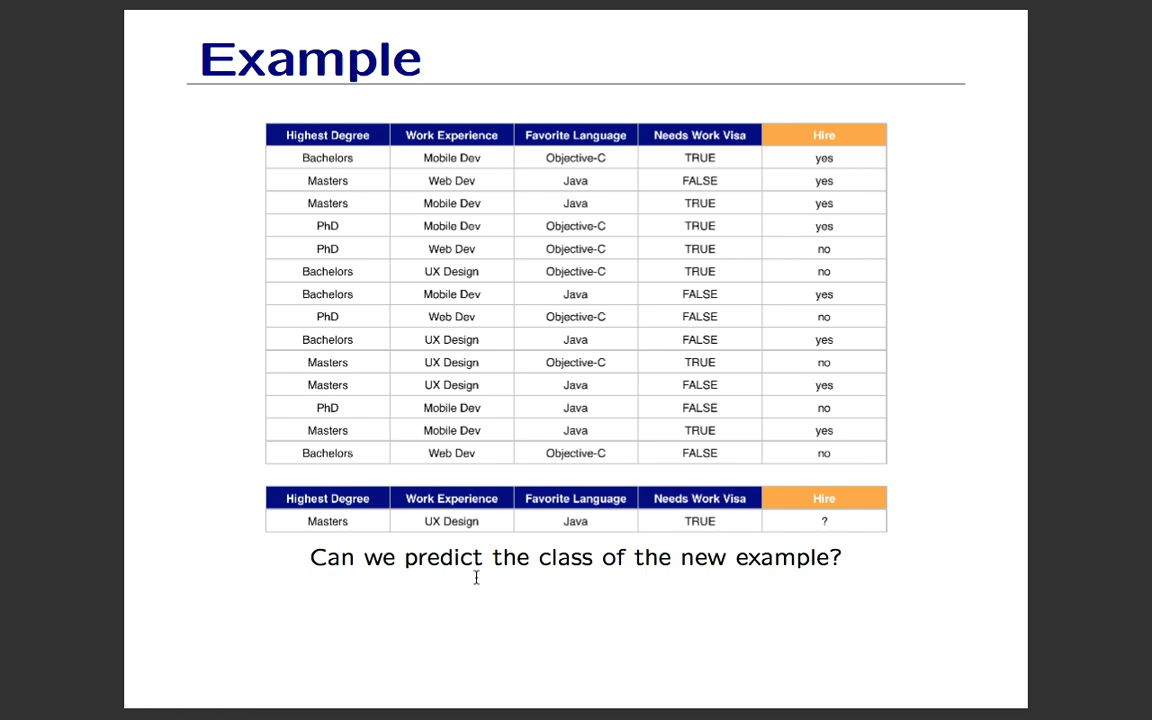 Example
Highest Degree Work Experience Favorite Language Needs Work Visa Hire
Bachelors Mobile Dev Objective-C TRUE yes
Masters Web Dev Java FALSE yes
Masters Mobile Dev Java TRUE yes
PhD Mobile Dev Objective-C TRUE yes
PhD Web Dev Objective-C TRUE no
Bachelors UX Design Objective-C TRUE no
Bachelors Mobile Dev Java FALSE yes
PhD Web Dev Objective-C FALSE no
Bachelors UX Design Java FALSE yes
Masters UX Design Objective-C TRUE no
Masters UX Design Java FALSE yes
PhD Mobile Dev Java FALSE no
Masters Mobile Dev Java TRUE yes
Bachelors Web Dev Objective-C FALSE no
Highest Degree Work Experience Favorite Language Needs Work Visa Hire
Masters UX Design Java TRUE ?
Can we predict the class of the new example?